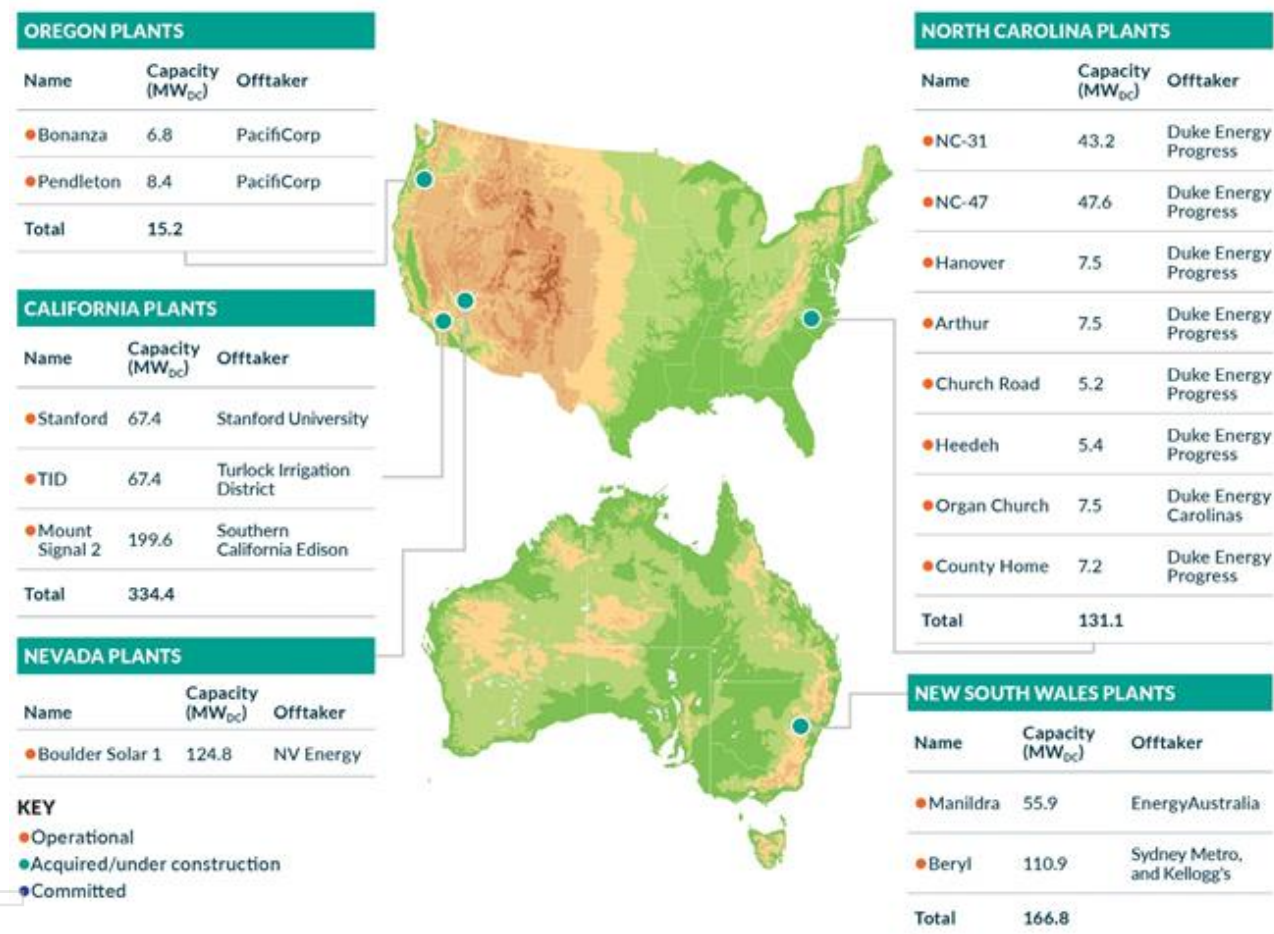 OREGON PLANTS
Name Capacity (MWDC) Offtaker
Bonanza 6.8 PacifiCorp
Pendleton 8.4 PacifiCorp
Total 15.2
CALIFORNIA PLANTS
Name Capacity (MWDC) Offtaker
Stanford 67.4 Stanford University
TID 67.4 Turlock Irrigation District
Mount Signal 2 199.6 Southern California Edison
Total 334.4
NEVADA PLANTS
Name Capacity (MWDC) Offtaker
Boulder Solar 1 124.8 NV Energy
KEY
Operational
Acquired/under construction
Committed
NORTH CAROLINA PLANTS
Name Capacity (MWDC) Offtaker
NC-31 43.2 Duke Energy Progress
NC-47 47.6 Duke Energy Progress
Hanover 7.5 Duke Energy Progress
Arthur 7.5 Duke Energy Progress
Church Road 5.2 Duke Energy Progress
Heedeh 5.4 Duke Energy Progress
Organ Church 7.5 Duke Energy Carolinas
County Home 7.2 Duke Energy Progress
Total 131.1
NEW SOUTH WALES PLANTS
Name Capacity (MWDC) Offtaker
Manildra 55.9 EnergyAustralia
Beryl 110.9 Sydney Metro, and Kellogg's
Total 166.8